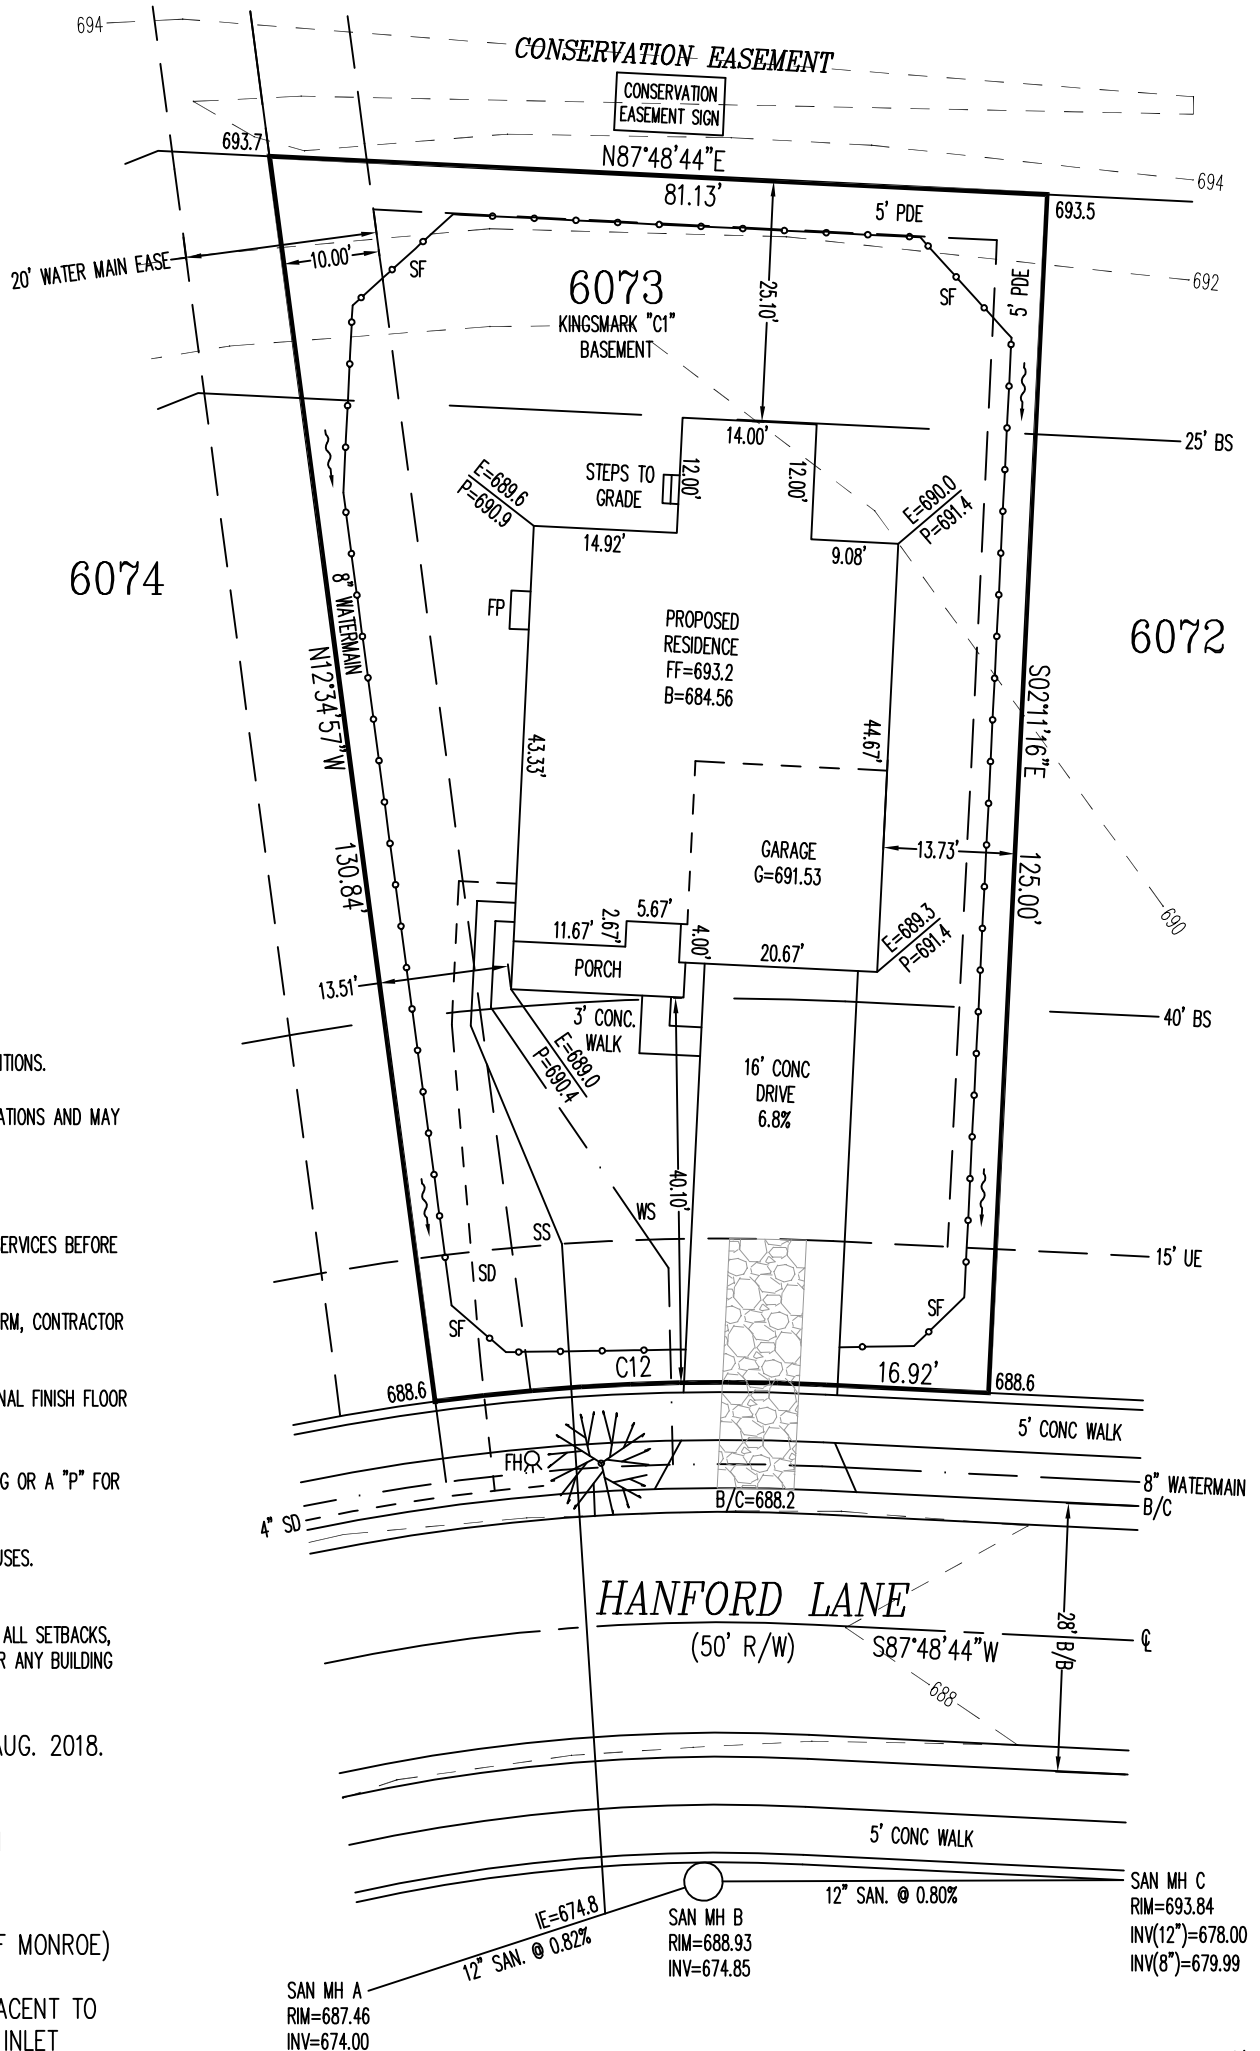 694
CONSERVATION EASEMENT
CONSERVATION
EASEMENT SIGN
693.7
N87°48'44"E
81.13'
694
5' PDE
693.5
20' WATER MAIN EASE
10.00'
SF
6073
KINGSMARK "C1"
BASEMENT
25.10'
SF
5' PDE
692
14.00'
25' BS
STEPS TO
GRADE
12.00'
12.00'
E=689.6
P=690.9
E=690.0
P=691.4
14.92'
9.08'
6074
8" WATERMAIN
FP
PROPOSED
RESIDENCE
FF=693.2
B=684.56
6072
N12°34'57"W
130.84'
S02°11'16"E
125.00'
43.33'
44.67'
GARAGE
G=691.53
13.73'
690
5.67'
2.67'
11.67'
4.00'
20.67'
E=689.3
P=691.4
PORCH
13.51'
3' CONC.
WALK
E=689.0
P=690.4
40' BS
16' CONC
DRIVE
6.8%
ITIONS.
ATIONS AND MAY
40.10'
WS
SS
SD
15' UE
ERVICES BEFORE
SF
SF
RM, CONTRACTOR
C12
16.92'
688.6
688.6
NAL FINISH FLOOR
5' CONC WALK
FH
G OR A "P" FOR
8" WATERMAIN
B/C
B/C=688.2
4" SD
USES.
HANFORD LANE
(50' R/W)
S87°48'44"W
28' B/B
℄
ALL SETBACKS,
R ANY BUILDING
688
AUG. 2018.
5' CONC WALK
12" SAN. @ 0.80%
SAN MH C
RIM=693.84
INV(12")=678.00
INV(8")=679.99
IE=674.8
12" SAN. @ 0.82%
SAN MH B
RIM=688.93
INV=674.85
F MONROE)
SAN MH A
RIM=687.46
INV=674.00
ACENT TO
INLET